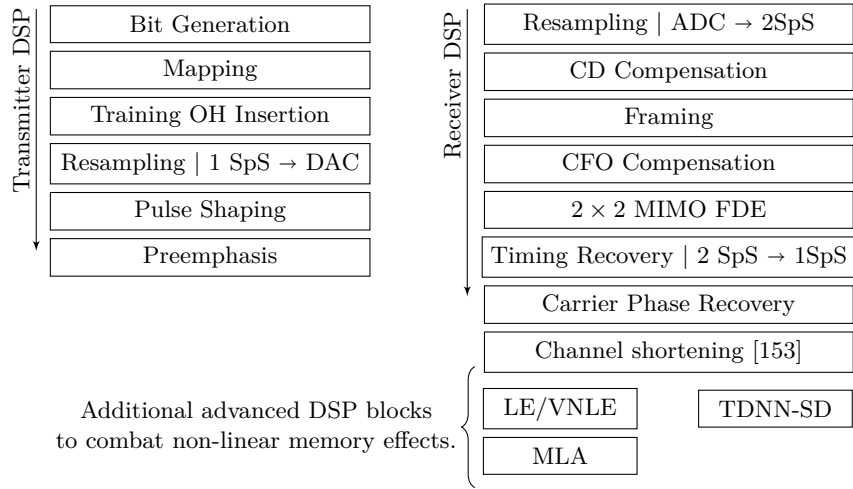 Transmitter DSP
Bit Generation
Mapping
Training OH Insertion
Resampling | 1 SpS → DAC
Pulse Shaping
Preemphasis
Receiver DSP
Resampling | ADC → 2SpS
CD Compensation
Framing
CFO Compensation
2 × 2 MIMO FDE
Timing Recovery | 2 SpS → 1SpS
Carrier Phase Recovery
Channel shortening [153]
Additional advanced DSP blocks
to combat non-linear memory effects.
LE/VNLE
TDNN-SD
MLA